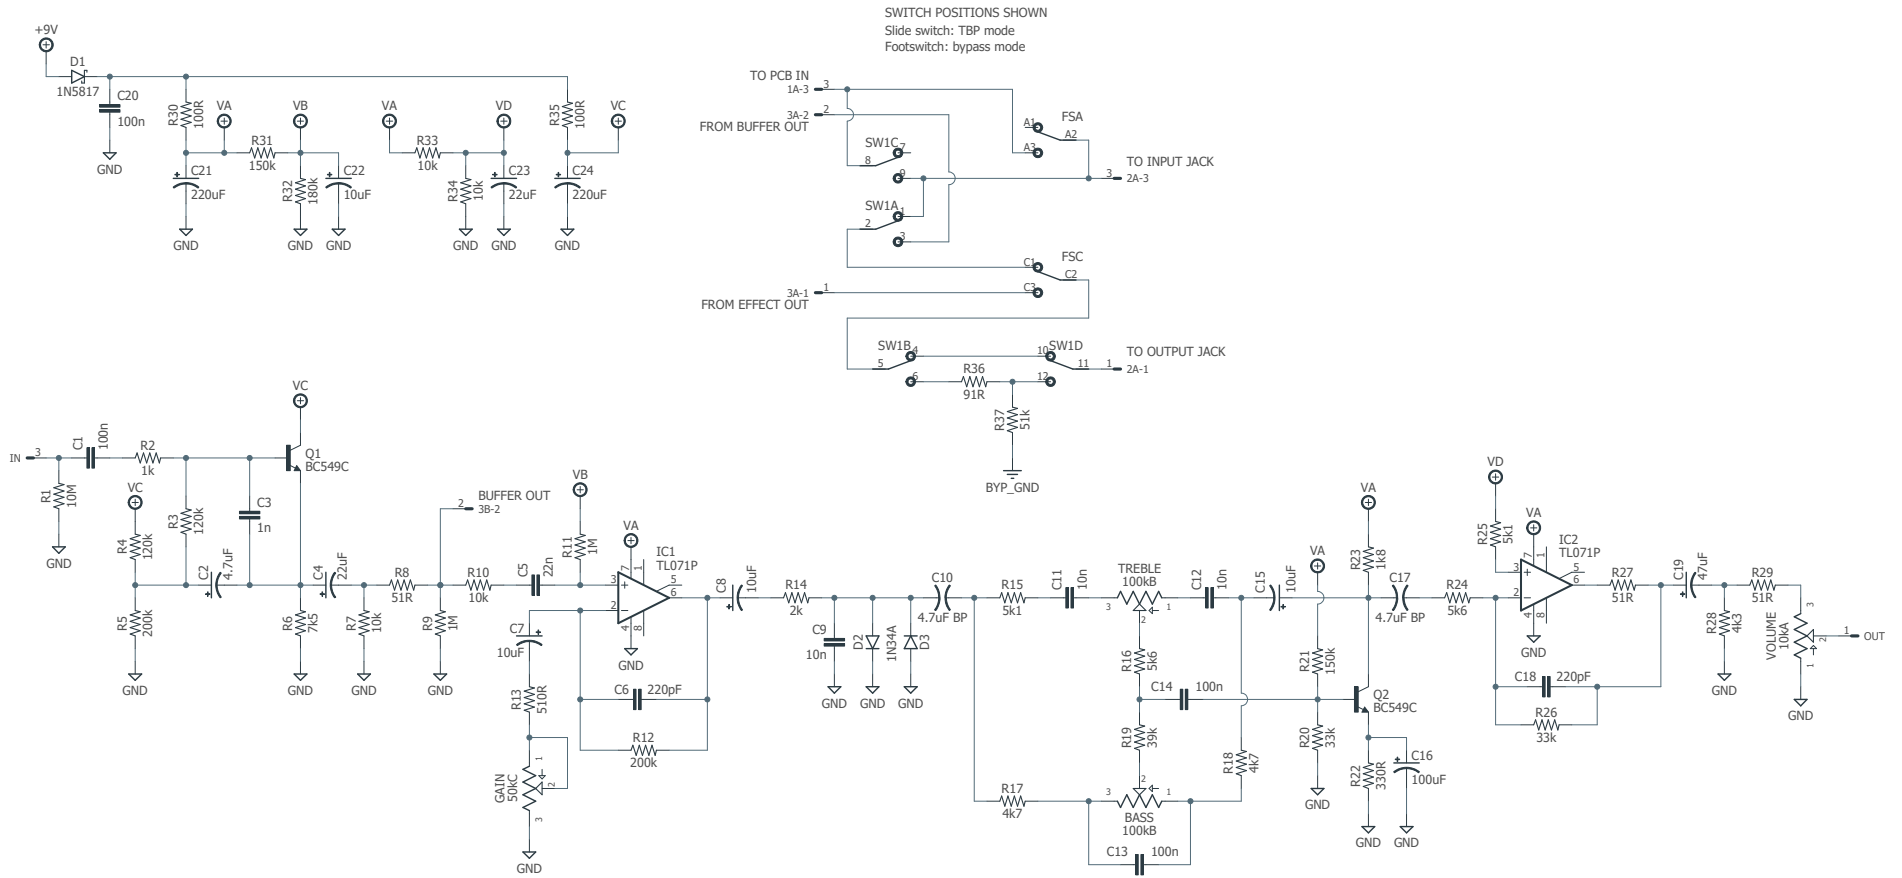 SWITCH POSITIONS SHOWN
Slide switch: TBP mode
Footswitch: bypass mode
+9V
D1
1N5817
C20
100n
GND
R30
100R
VA
C21
220uF
GND
R31
150k
VB
R32
180k
GND
C22
10uF
GND
VA
R33
10k
R34
10k
GND
VD
C23
22uF
GND
R35
100R
VC
C24
220uF
GND
TO PCB IN
3
1A-3
2
3A-2
FROM BUFFER OUT
SW1C
7
8
9
FSA
A1
A2
A3
TO INPUT JACK
3
2A-3
SW1A
1
2
3
FSC
C1
C2
C3
1
3A-1
FROM EFFECT OUT
SW1B
4
5
6
R36
91R
R37
51k
BYP_GND
SW1D
10
11
12
TO OUTPUT JACK
1
2A-1
IN
3
R1
10M
GND
C1
100n
R2
1k
VC
R4
120k
R5
200k
GND
R3
120k
C2
4.7uF
C3
1n
VC
Q1
BC549C
R6
7k5
GND
C4
22uF
R7
10k
GND
R8
51R
BUFFER OUT
2
3B-2
R9
1M
GND
R10
10k
C5
22n
VB
R11
1M
VA
IC1
TL071P
7
1
5
3
6
2
4
8
GND
C7
10uF
R13
510R
GAIN
50kC
1
2
3
GND
C6
220pF
R12
200k
C8
10uF
R14
2k
C9
10n
GND
D2
1N34A
GND
D3
GND
C10
4.7uF BP
R15
5k1
C11
10n
TREBLE
100kB
3
1
2
C12
10n
R16
5k6
C14
100n
R19
39k
R17
4k7
R18
4k7
2
3
1
BASS
100kB
C13
100n
C15
10uF
VA
R21
150k
R20
33k
GND
VA
R23
1k8
Q2
BC549C
R22
330R
GND
C16
100uF
GND
C17
4.7uF BP
R24
5k6
VD
R25
5k1
VA
IC2
TL071P
7
1
5
3
6
2
4
8
GND
C18
220pF
R26
33k
R27
51R
C19
47uF
R28
4k3
GND
R29
51R
VOLUME
10kA
3
2
1
GND
1
OUT